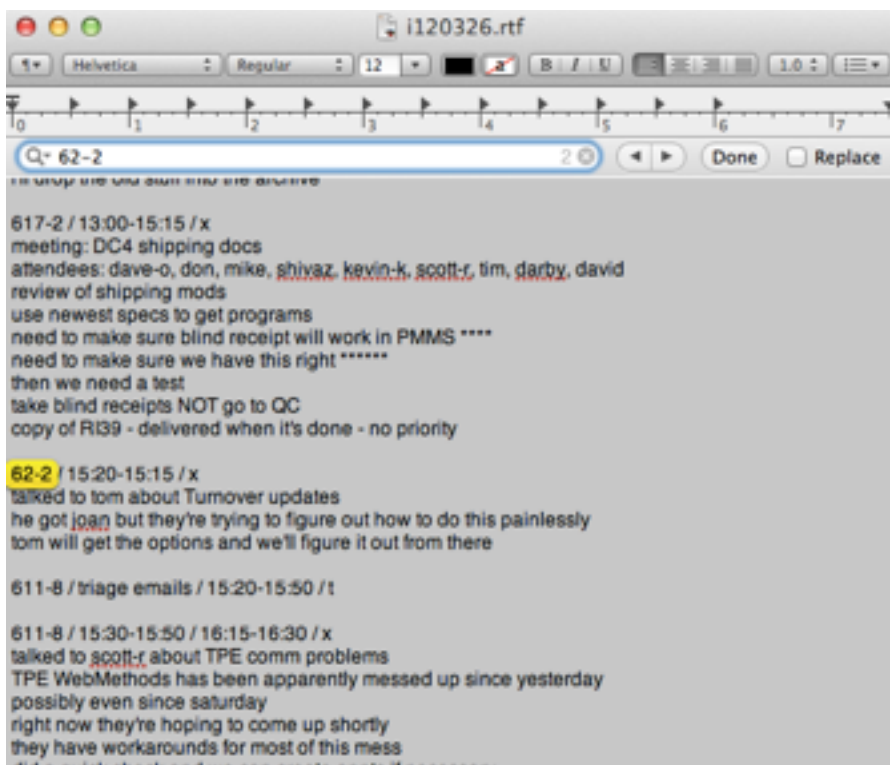 i120326.rtf
Helvetica Regular 12 a B I U 1.0
0 1 2 3 4 5 6 7
62-2 2 Done Replace
I'll drop the old stuff into the archive
617-2 / 13:00-15:15 / x
meeting: DC4 shipping docs
attendees: dave-o, don, mike, shivaz, kevin-k, scott-r, tim, darby, david
review of shipping mods
use newest specs to get programs
need to make sure blind receipt will work in PMMS ****
need to make sure we have this right ******
then we need a test
take blind receipts NOT go to QC
copy of RI39 - delivered when it's done - no priority
62-2 / 15:20-15:15 / x
talked to tom about Turnover updates
he got joan but they're trying to figure out how to do this painlessly
tom will get the options and we'll figure it out from there
611-8 / triage emails / 15:20-15:50 / t
611-8 / 15:30-15:50 / 16:15-16:30 / x
talked to scott-r about TPE comm problems
TPE WebMethods has been apparently messed up since yesterday
possibly even since saturday
right now they're hoping to come up shortly
they have workarounds for most of this mess